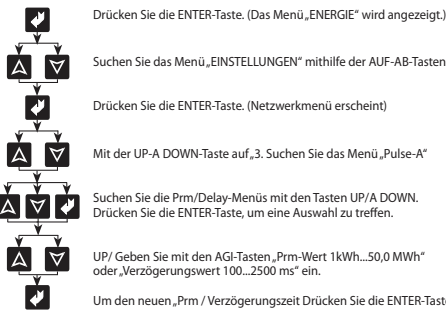 Drücken Sie die ENTER-Taste. (Das Menü „ENERGIE“ wird angezeigt.)
Suchen Sie das Menü „EINSTELLUNGEN“ mithilfe der AUF-AB-Tasten
Drücken Sie die ENTER-Taste. (Netzwerkmenü erscheint)
Mit der UP-A DOWN-Taste auf „3. Suchen Sie das Menü „Pulse-A“
Suchen Sie die Prm/Delay-Menüs mit den Tasten UP/A DOWN.
Drücken Sie die ENTER-Taste, um eine Auswahl zu treffen.
UP/ Geben Sie mit den AGI-Tasten „Prm-Wert 1kWh...50,0 MWh“
oder „Verzögerungswert 100...2500 ms“ ein.
Um den neuen „Prm / Verzögerungszeit Drücken Sie die ENTER-Taste